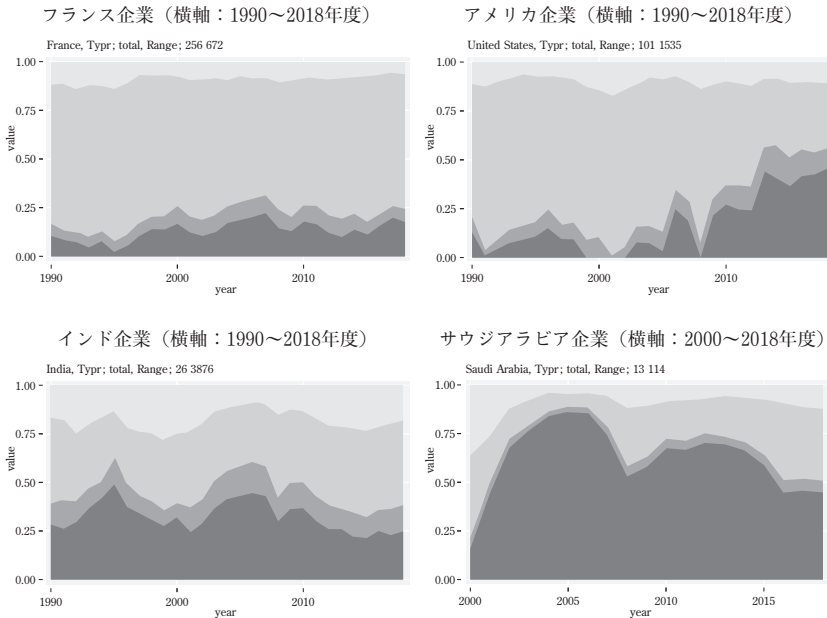 フランス企業（横軸：1990～2018年度）
France, Typr; total, Range; 256 672
1.00
0.75
0.50
0.25
0.00
value
1990
2000
2010
year
アメリカ企業（横軸：1990～2018年度）
United States, Typr; total, Range; 101 1535
1.00
0.75
0.50
0.25
0.00
value
1990
2000
2010
year
インド企業（横軸：1990～2018年度）
India, Typr; total, Range; 26 3876
1.00
0.75
0.50
0.25
0.00
value
1990
2000
2010
year
サウジアラビア企業（横軸：2000～2018年度）
Saudi Arabia, Typr; total, Range; 13 114
1.00
0.75
0.50
0.25
0.00
value
2000
2005
2010
2015
year